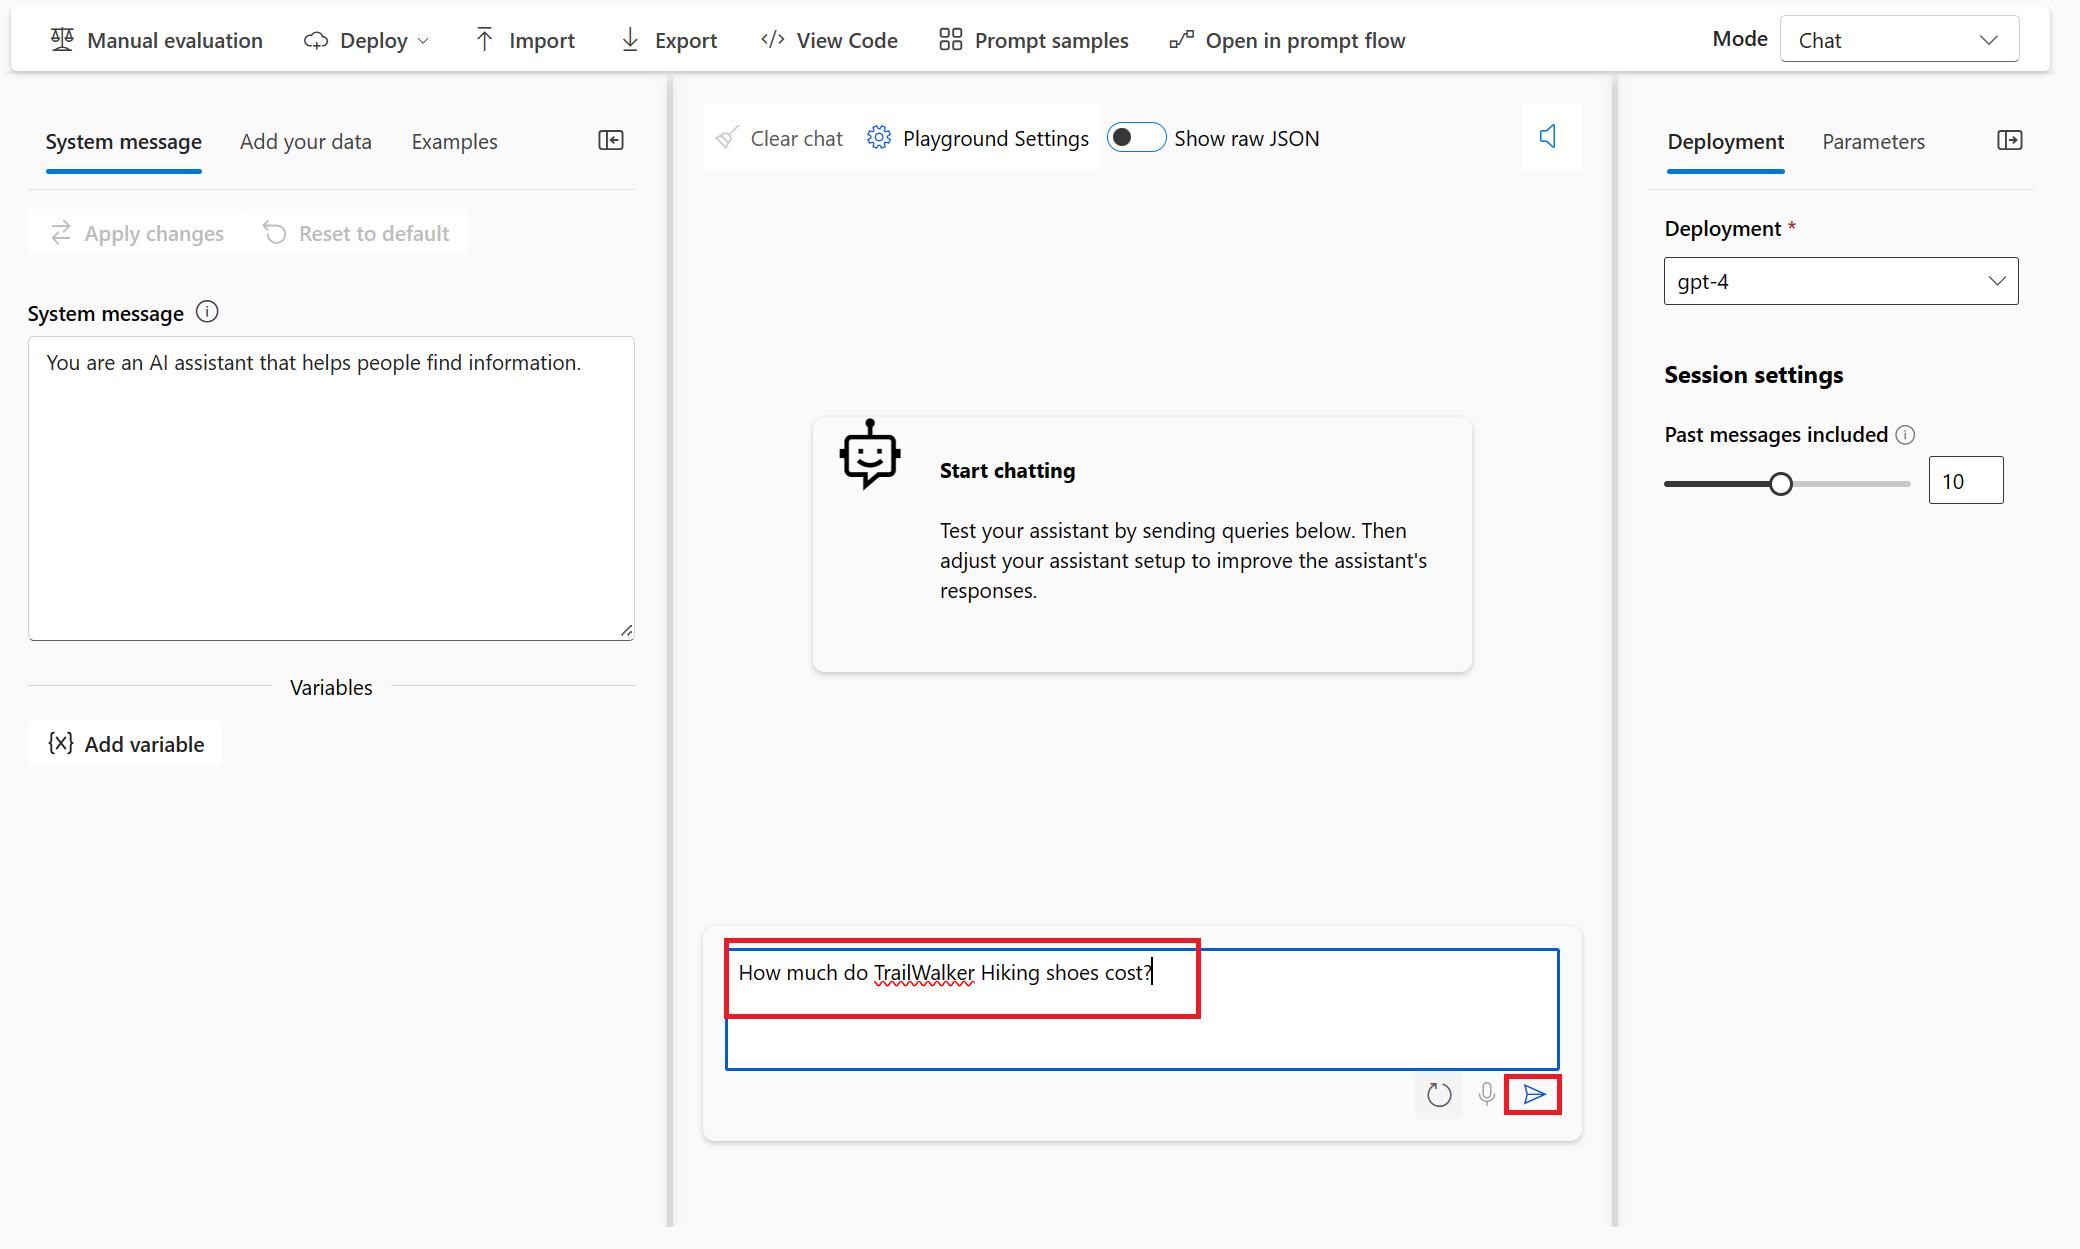 Manual evaluation
Deploy
Import
Export
View Code
Prompt samples
Open in prompt flow
Mode
Chat
System message
Add your data
Examples
Apply changes
Reset to default
System message
You are an AI assistant that helps people find information.
Variables
{x} Add variable
Clear chat
Playground Settings
Show raw JSON
Start chatting
Test your assistant by sending queries below. Then
adjust your assistant setup to improve the assistant's
responses.
How much do TrailWalker Hiking shoes cost?
Deployment
Parameters
Deployment *
gpt-4
Session settings
Past messages included
10